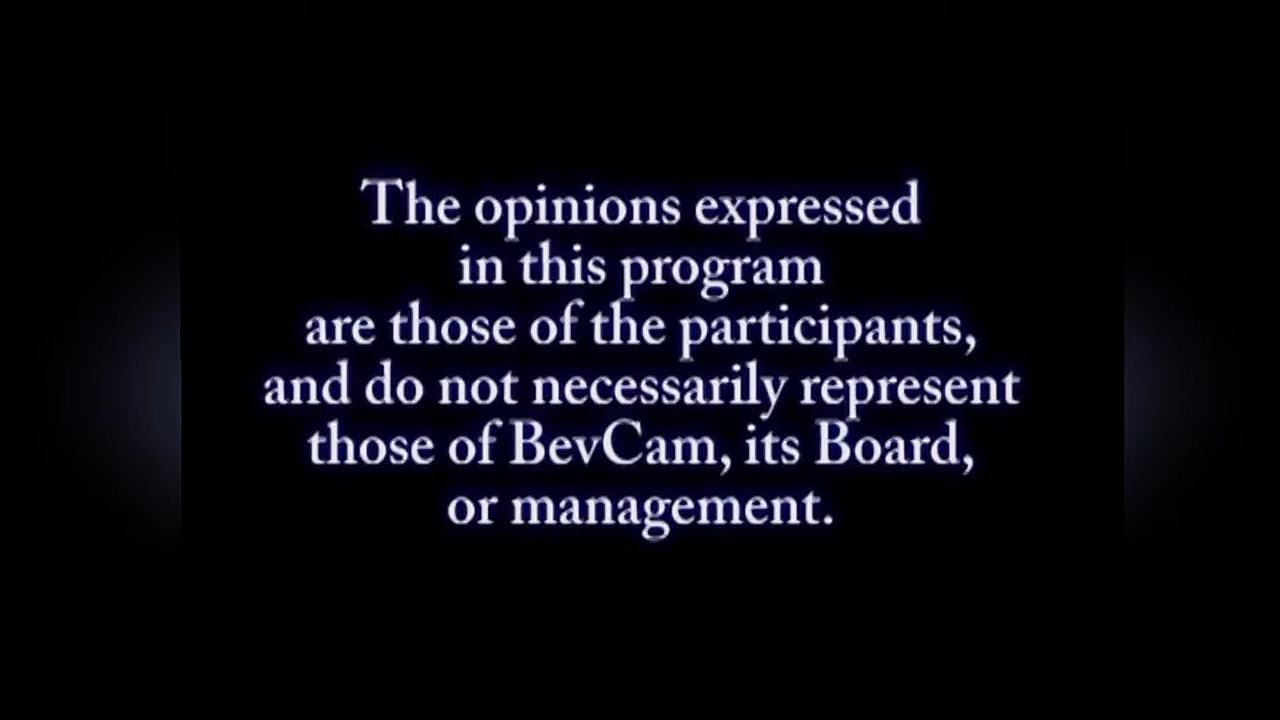 The opinions expressed
in this program
are those of the participants,
and do not necessarily represent
those of BevCam, its Board,
or management.